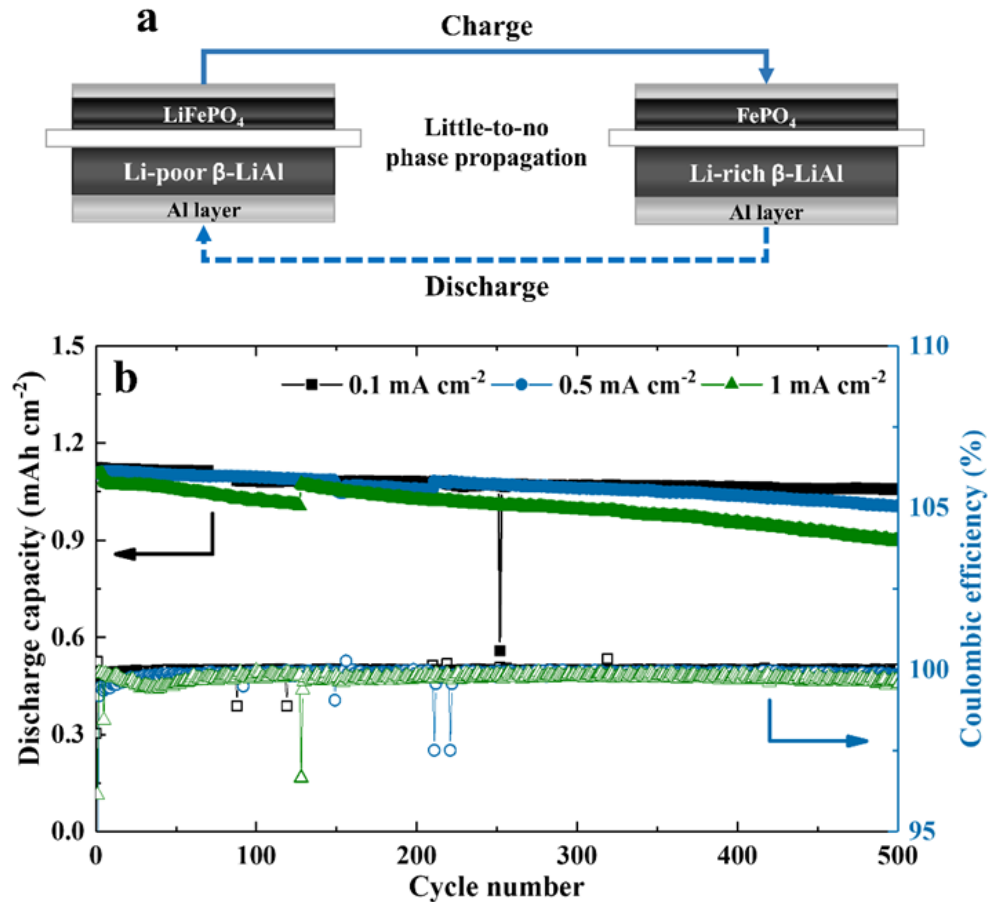 a
Charge
LiFePO₄
FePO₄
Little-to-no
phase propagation
Li-poor β-LiAl
Li-rich β-LiAl
Al layer
Al layer
Discharge
b
0.1 mA cm⁻²
0.5 mA cm⁻²
1 mA cm⁻²
Discharge capacity (mAh cm⁻²)
1.5
1.2
0.9
0.6
0.3
0.0
Coulombic efficiency (%)
110
105
100
95
0
100
200
300
400
500
Cycle number